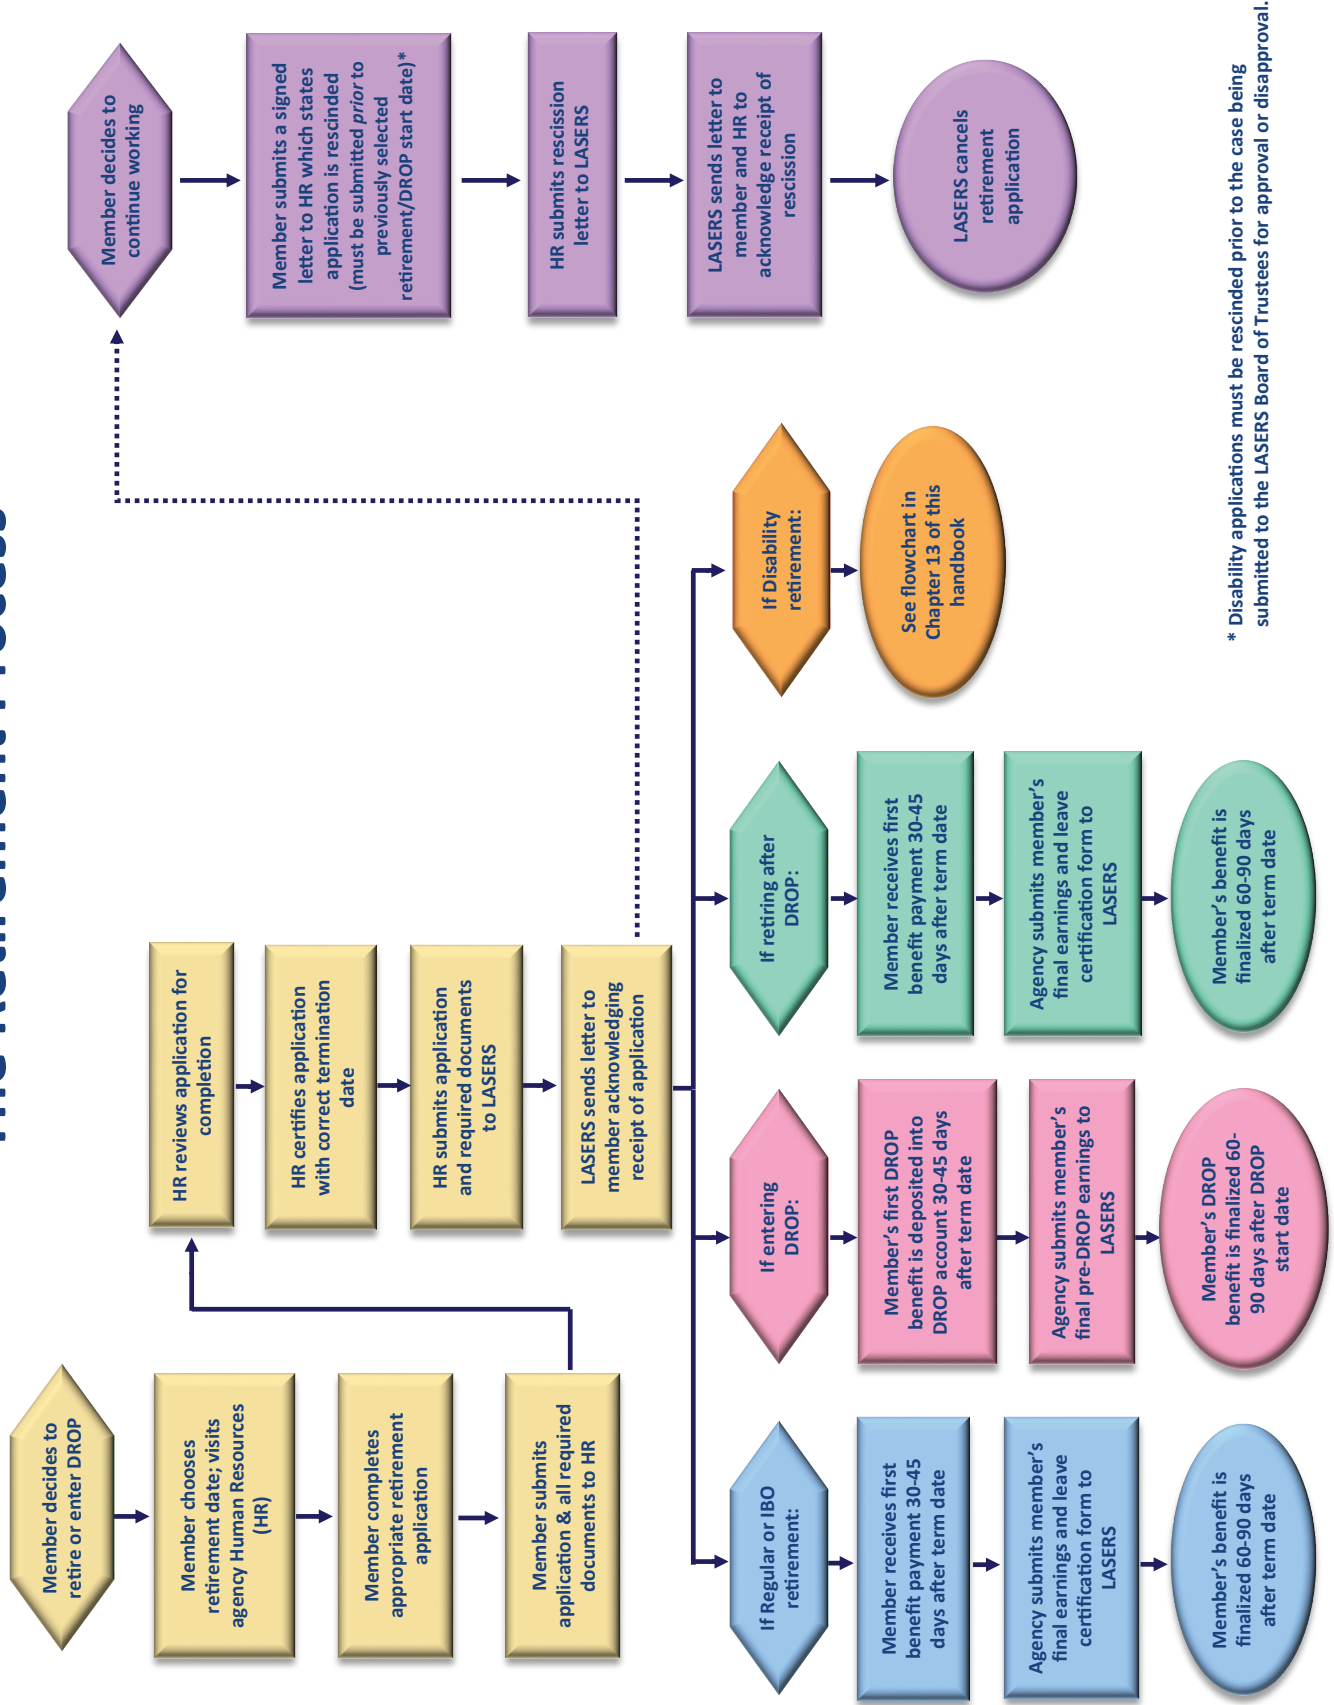 The Retirement Process
Member decides to
retire or enter DROP
Member chooses
retirement date; visits
agency Human Resources
(HR)
Member completes
appropriate retirement
application
Member submits
application & all required
documents to HR
HR reviews application for
completion
HR certifies application
with correct termination
date
HR submits application
and required documents
to LASERS
LASERS sends letter to
member acknowledging
receipt of application
If Regular or IBO
retirement:
Member receives first
benefit payment 30-45
days after term date
Agency submits member’s
final earnings and leave
certification form to
LASERS
Member’s benefit is
finalized 60-90 days
after term date
If entering
DROP:
Member’s first DROP
benefit is deposited into
DROP account 30-45 days
after term date
Agency submits member’s
final pre-DROP earnings to
LASERS
Member’s DROP
benefit is finalized 60-
90 days after DROP
start date
If retiring after
DROP:
Member receives first
benefit payment 30-45
days after term date
Agency submits member’s
final earnings and leave
certification form to
LASERS
Member’s benefit is
finalized 60-90 days
after term date
If Disability
retirement:
See flowchart in
Chapter 13 of this
handbook
Member decides to
continue working
Member submits a signed
letter to HR which states
application is rescinded
(must be submitted prior to
previously selected
retirement/DROP start date)*
HR submits rescission
letter to LASERS
LASERS sends letter to
member and HR to
acknowledge receipt of
rescission
LASERS cancels
retirement
application
* Disability applications must be rescinded prior to the case being
submitted to the LASERS Board of Trustees for approval or disapproval.